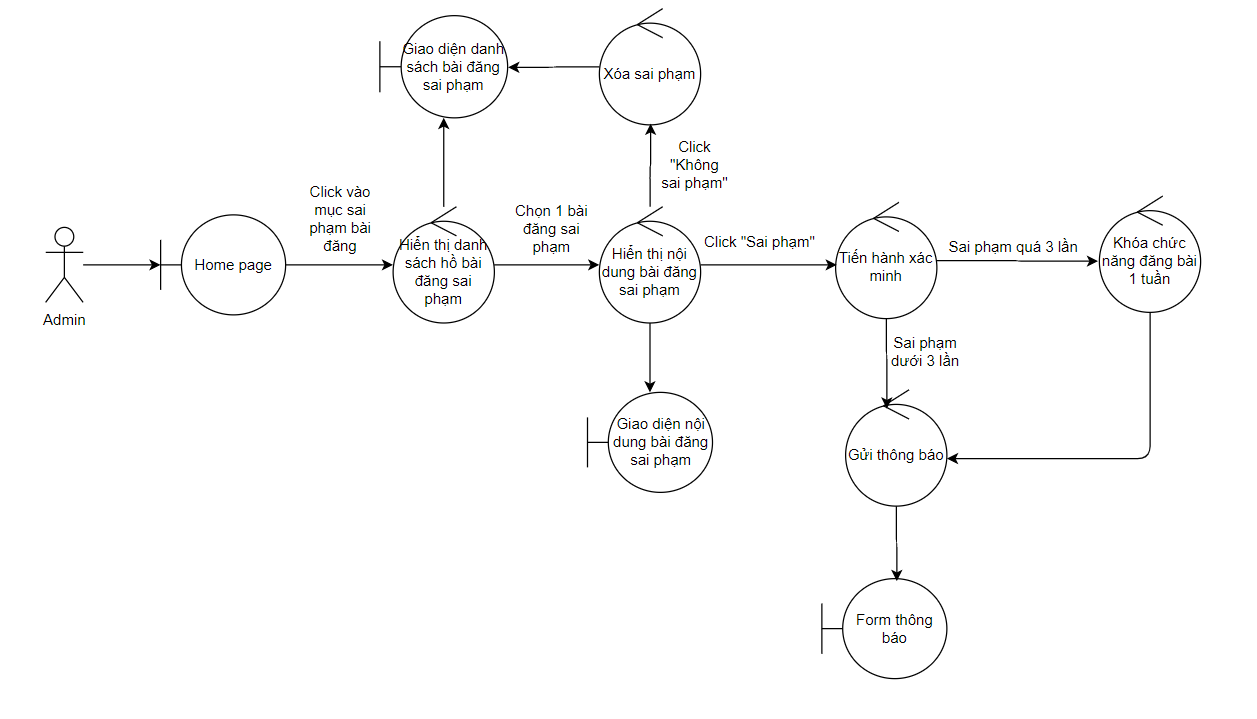 Giao diện danh
sách bài đăng
sai phạm
Xóa sai phạm
Click
"Không
sai phạm"
Click vào
mục sai
phạm bài
đăng
Chọn 1 bài
đăng sai
phạm
Admin
Home page
Hiển thị danh
sách hồ bài
đăng sai
phạm
Hiển thị nội
dung bài đăng
sai phạm
Click "Sai phạm"
Tiến hành xác
minh
Sai phạm quá 3 lần
Khóa chức
năng đăng bài
1 tuần
Sai phạm
dưới 3 lần
Giao diện nội
dung bài đăng
sai phạm
Gửi thông báo
Form thông
báo